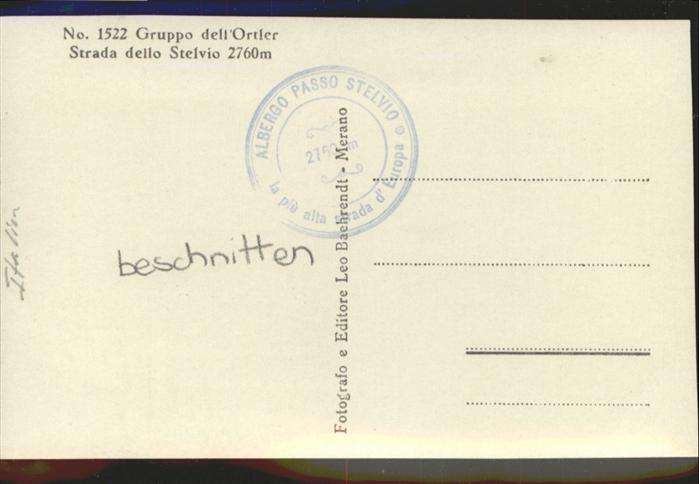 No. 1522 Gruppo dell'Ortler
Strada dello Stelvio 2760m
ALBERGO PASSO STELVIO
2760 m
la più alta strada d'Europa
Fotografo e Editore Leo Baehrendt - Merano
beschnitten
Italien